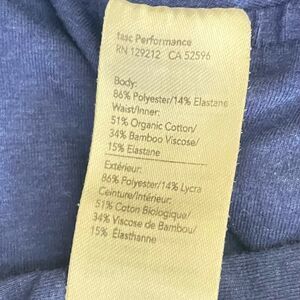 tasc Performance
RN 129212 CA 52596
Body:
86% Polyester/14% Elastane
Waist/Inner:
51% Organic Cotton/
34% Bamboo Viscose/
15% Elastane
Extérieur:
86% Polyester/14% Lycra
Ceinture/Intérieur:
51% Coton Biologique/
34% Viscose de Bambou/
15% Élasthanne